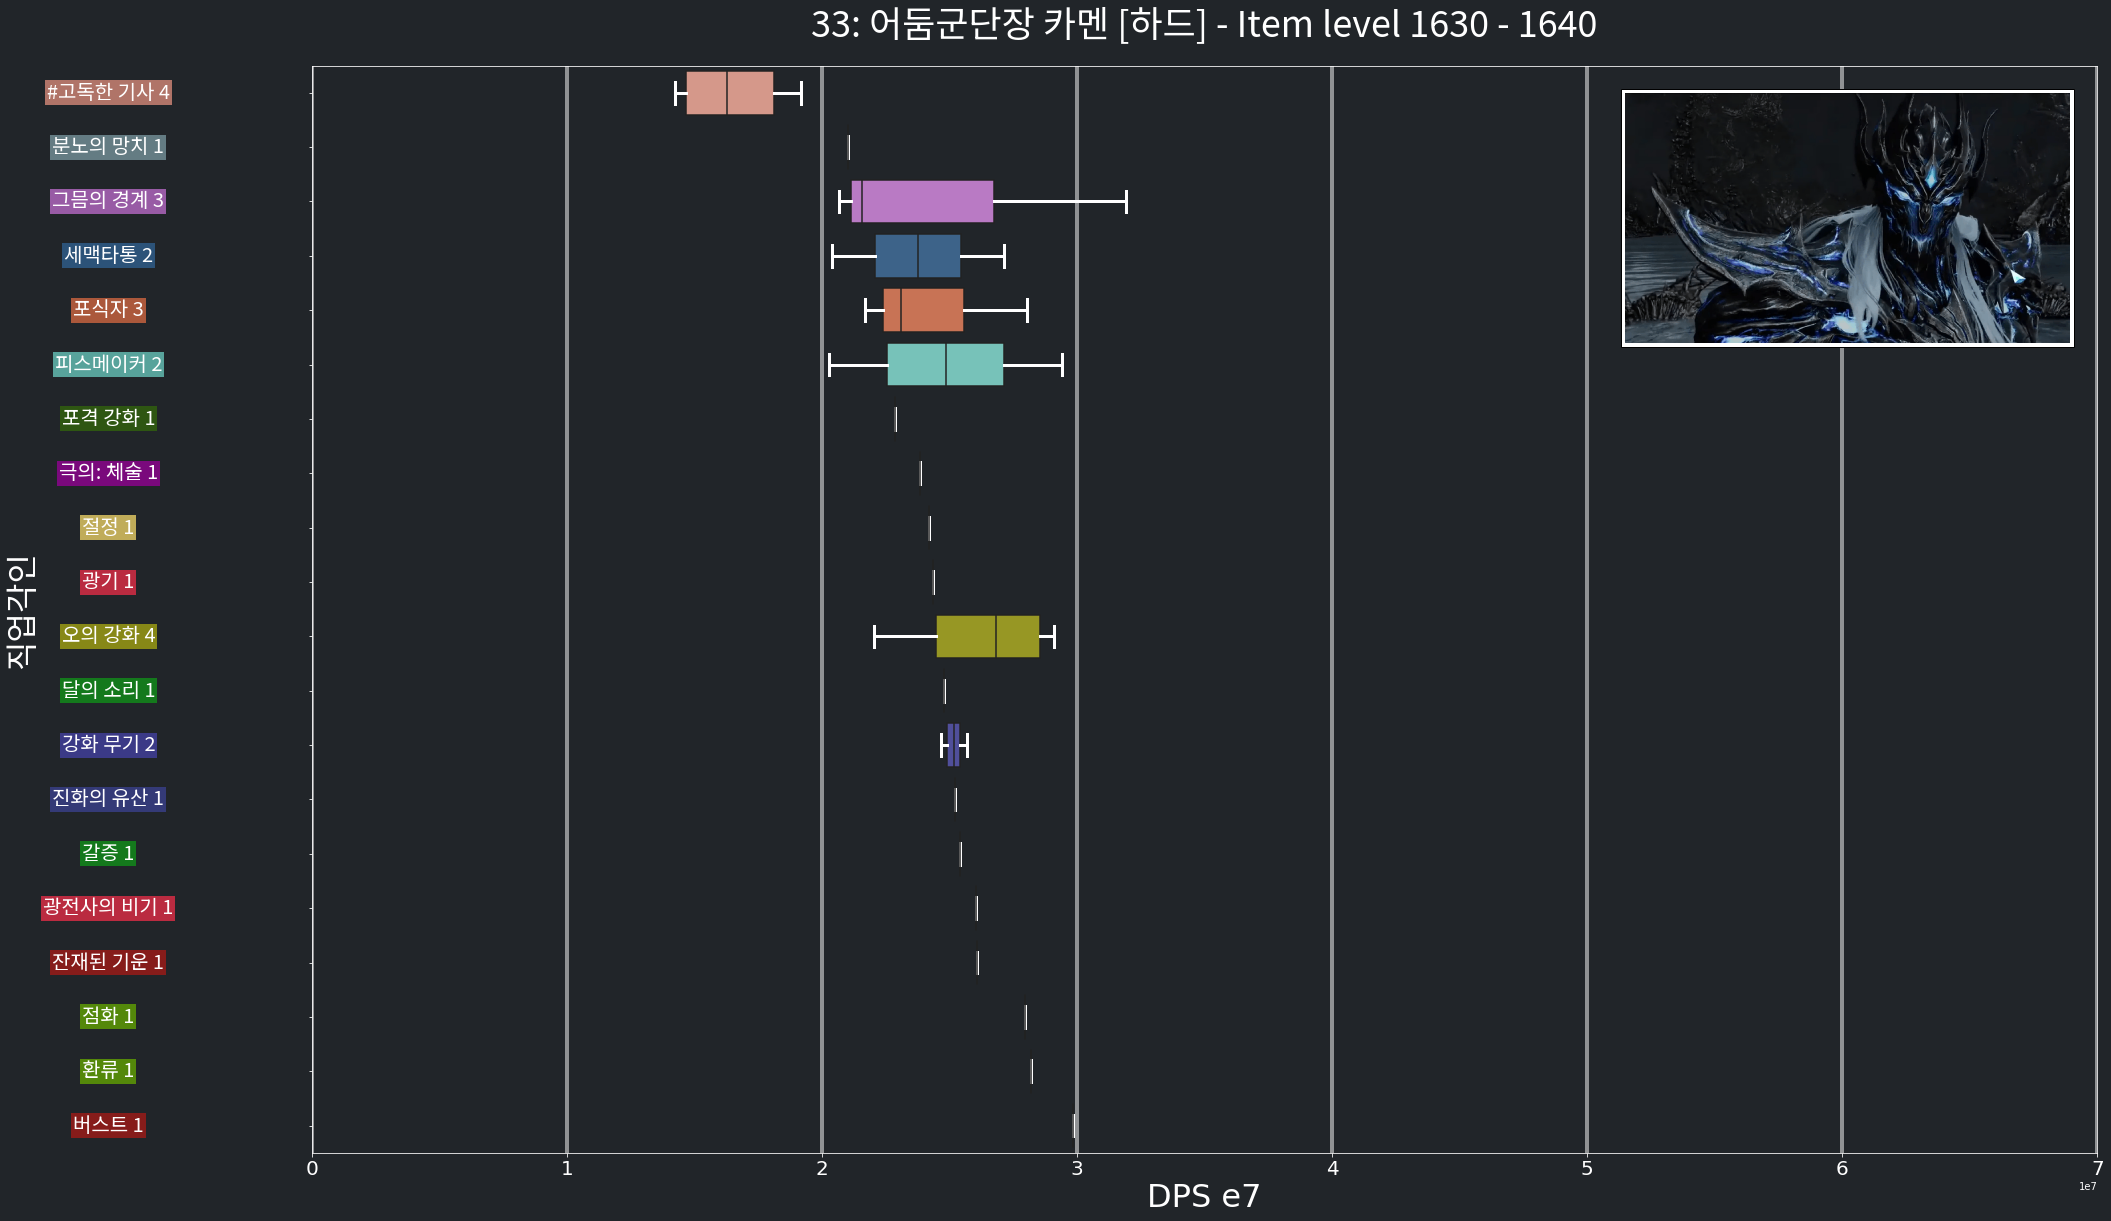 33: 어둠군단장 카멘 [하드] - Item level 1630 - 1640
#고독한 기사 4
분노의 망치 1
그믐의 경계 3
세맥타통 2
포식자 3
피스메이커 2
포격 강화 1
극의: 체술 1
절정 1
광기 1
오의 강화 4
달의 소리 1
강화 무기 2
진화의 유산 1
갈증 1
광전사의 비기 1
잔재된 기운 1
점화 1
환류 1
버스트 1
직업각인
0 1 2 3 4 5 6 7
1e7
DPS e7